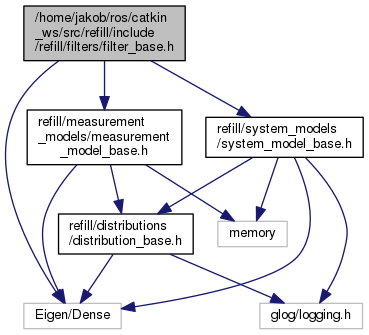 /home/jakob/ros/catkin
_ws/src/refill/include
/refill/filters/filter_base.h
refill/measurement
_models/measurement
_model_base.h
refill/system_models
/system_model_base.h
refill/distributions
/distribution_base.h
memory
Eigen/Dense
glog/logging.h